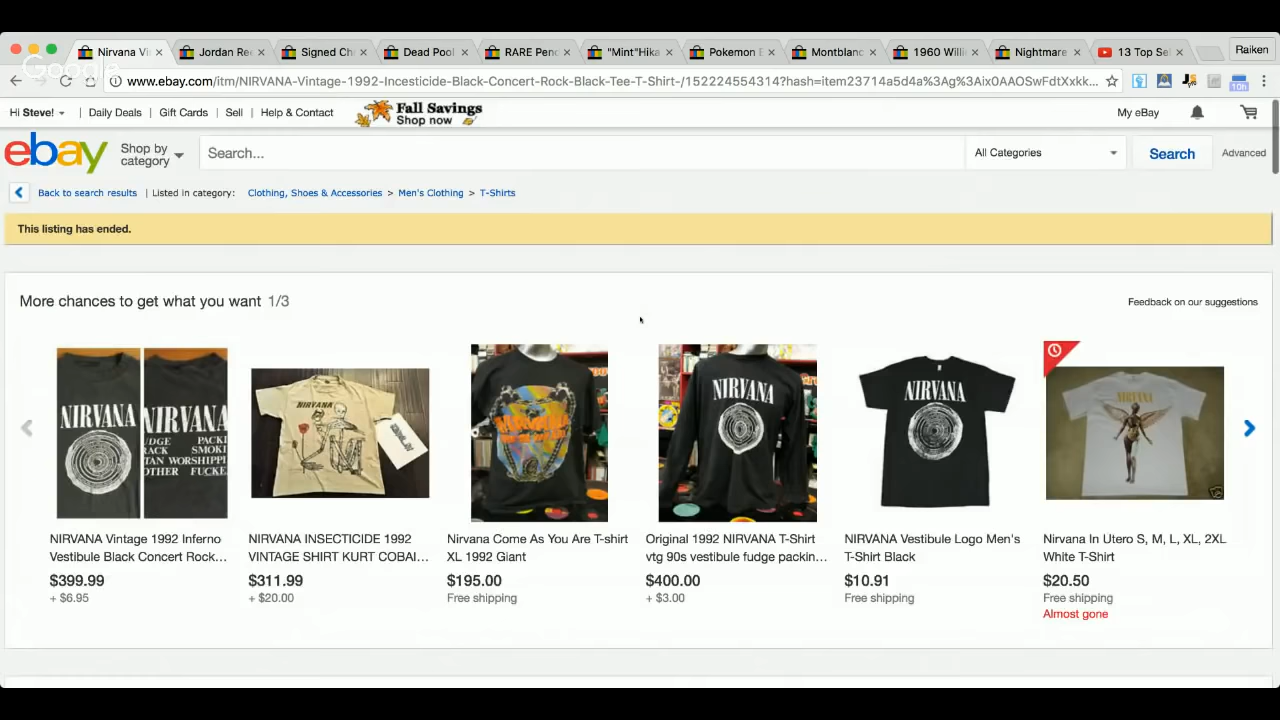 Nirvana Vi
Jordan Re
Signed Ch
Dead Pool
RARE Penc
"Mint"Hika
Pokemon E
Montblanc
1960 Willi
Nightmare
13 Top Sel
Raiken
Google
www.ebay.com/itm/NIRVANA-Vintage-1992-Incesticide-Black-Concert-Rock-Black-Tee-T-Shirt-/152224554314?hash=item23714a5d4a%3Ag%3Aix0AAOSwFdtXxkk...
10h
Hi Steve!
Daily Deals
Gift Cards
Sell
Help & Contact
Fall Savings
Shop now
My eBay
ebay
Shop by
category
Search...
All Categories
Search
Advanced
Back to search results | Listed in category: Clothing, Shoes & Accessories > Men's Clothing > T-Shirts
This listing has ended.
More chances to get what you want 1/3
Feedback on our suggestions
NIRVANA
NIRVANA
NIRVANA
NIRVANA
NIRVANA
NIRVANA Vintage 1992 Inferno
Vestibule Black Concert Rock...
$399.99
+ $6.95
NIRVANA INSECTICIDE 1992
VINTAGE SHIRT KURT COBAI...
$311.99
+ $20.00
Nirvana Come As You Are T-shirt
XL 1992 Giant
$195.00
Free shipping
Original 1992 NIRVANA T-Shirt
vtg 90s vestibule fudge packin...
$400.00
+ $3.00
NIRVANA Vestibule Logo Men's
T-Shirt Black
$10.91
Free shipping
Nirvana In Utero S, M, L, XL, 2XL
White T-Shirt
$20.50
Free shipping
Almost gone